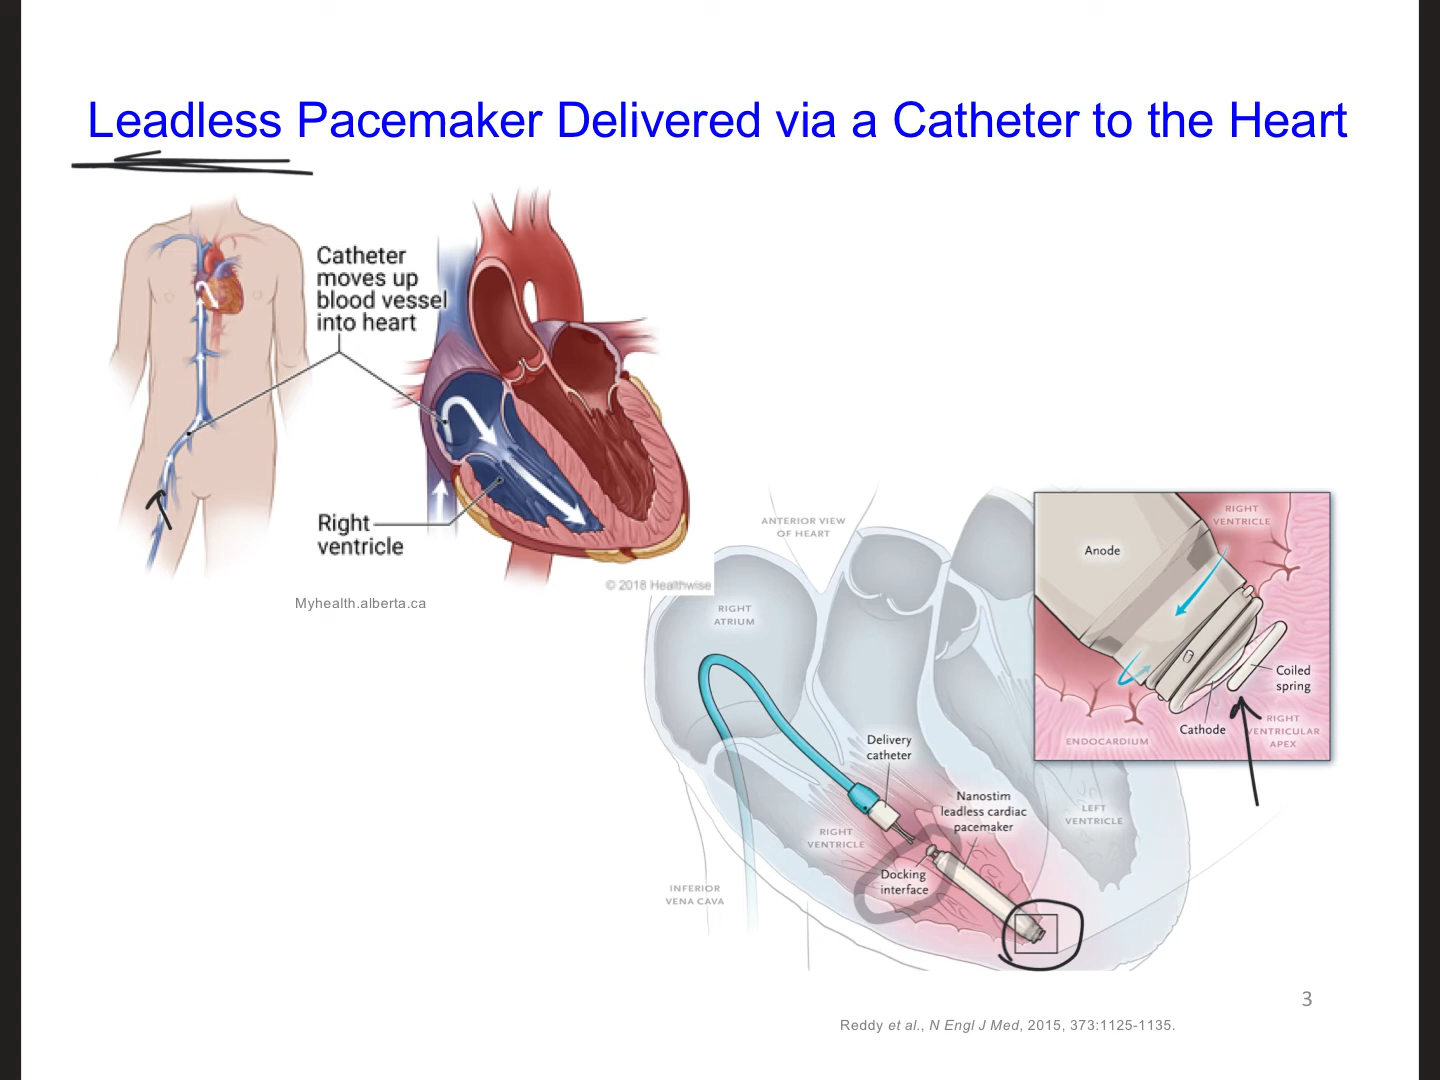 Leadless Pacemaker Delivered via a Catheter to the Heart
Catheter
moves up
blood vessel
into heart
Right
ventricle
© 2018 Healthwise
Myhealth.alberta.ca
ANTERIOR VIEW
OF HEART
RIGHT
ATRIUM
Delivery
catheter
Nanostim
leadless cardiac
pacemaker
RIGHT
VENTRICLE
Docking
interface
INFERIOR
VENA CAVA
LEFT
VENTRICLE
RIGHT
VENTRICLE
Anode
Coiled
spring
Cathode
RIGHT
VENTRICULAR
APEX
ENDOCARDIUM
3
Reddy et al., N Engl J Med, 2015, 373:1125-1135.